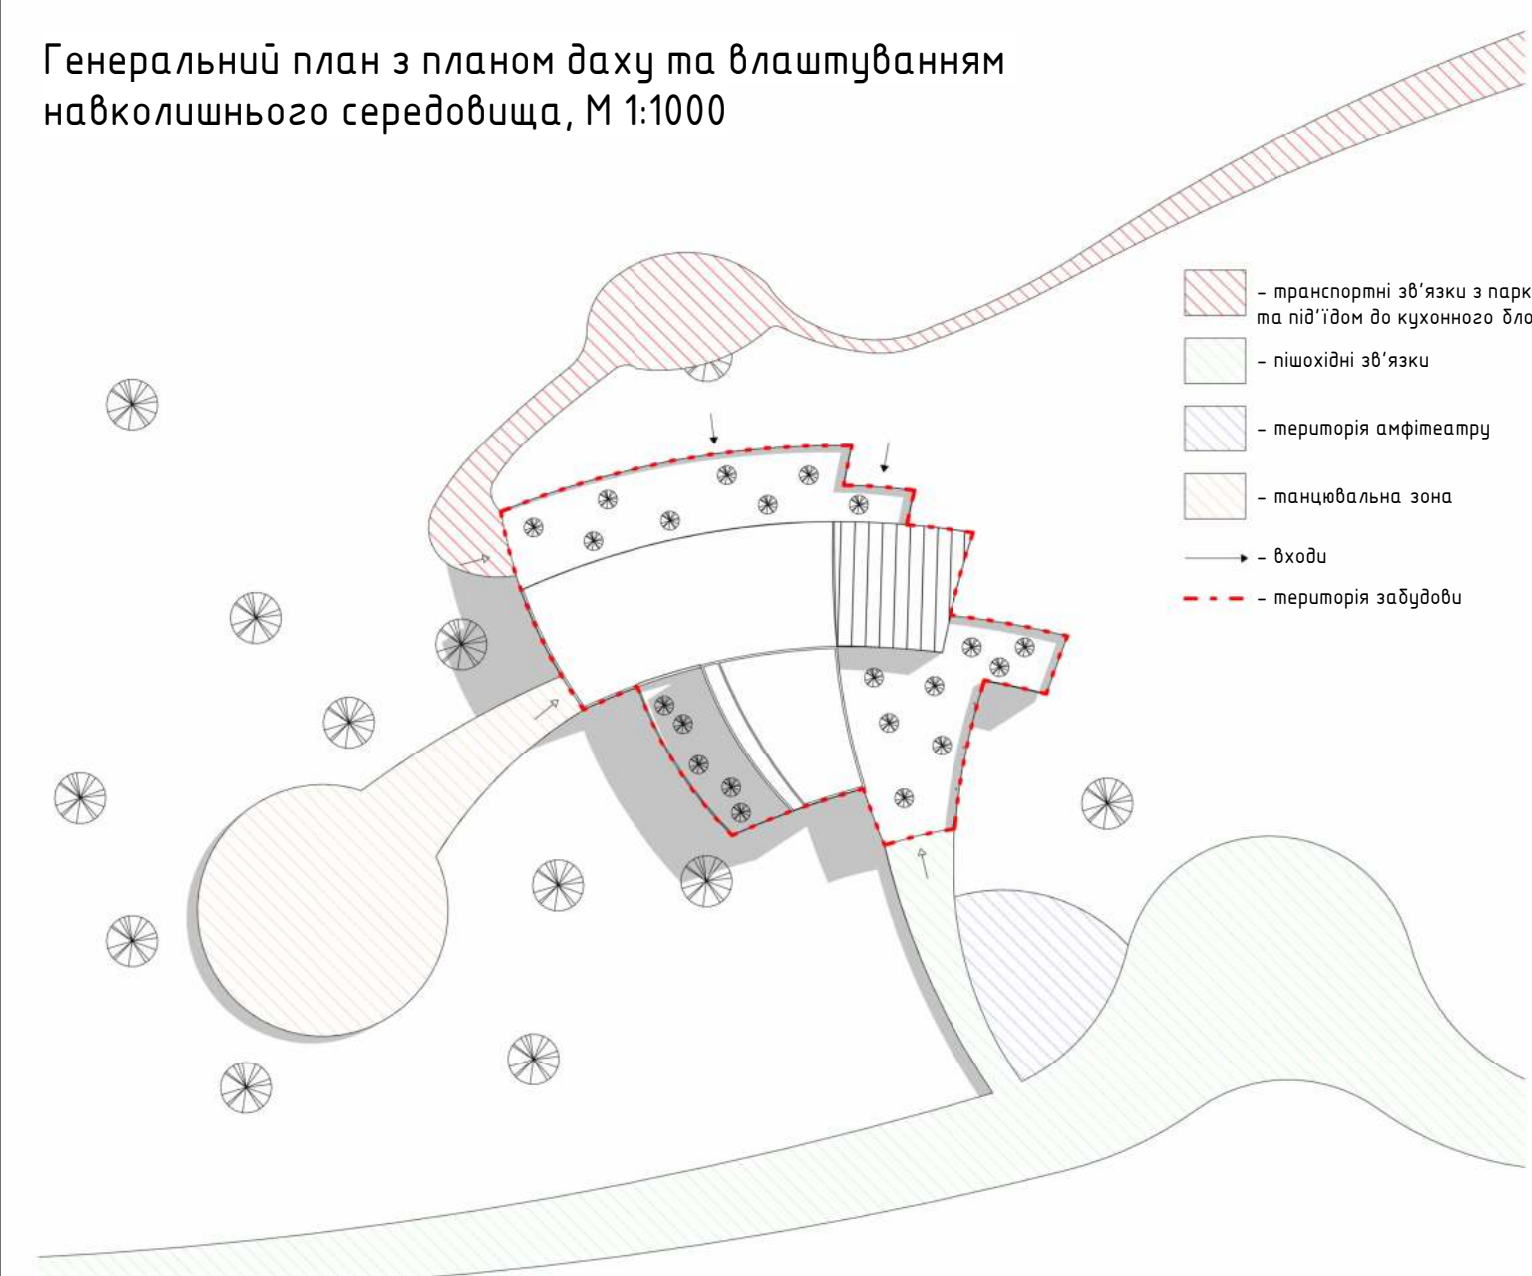 Генеральний план з планом даху та влаштуванням
навколишнього середовища, М 1:1000
- транспортні зв'язки з парк
та під'їдом до кухонного бло
- пішохідні зв'язки
- територія амфітеатру
- танцювальна зона
- входи
- територія забудови